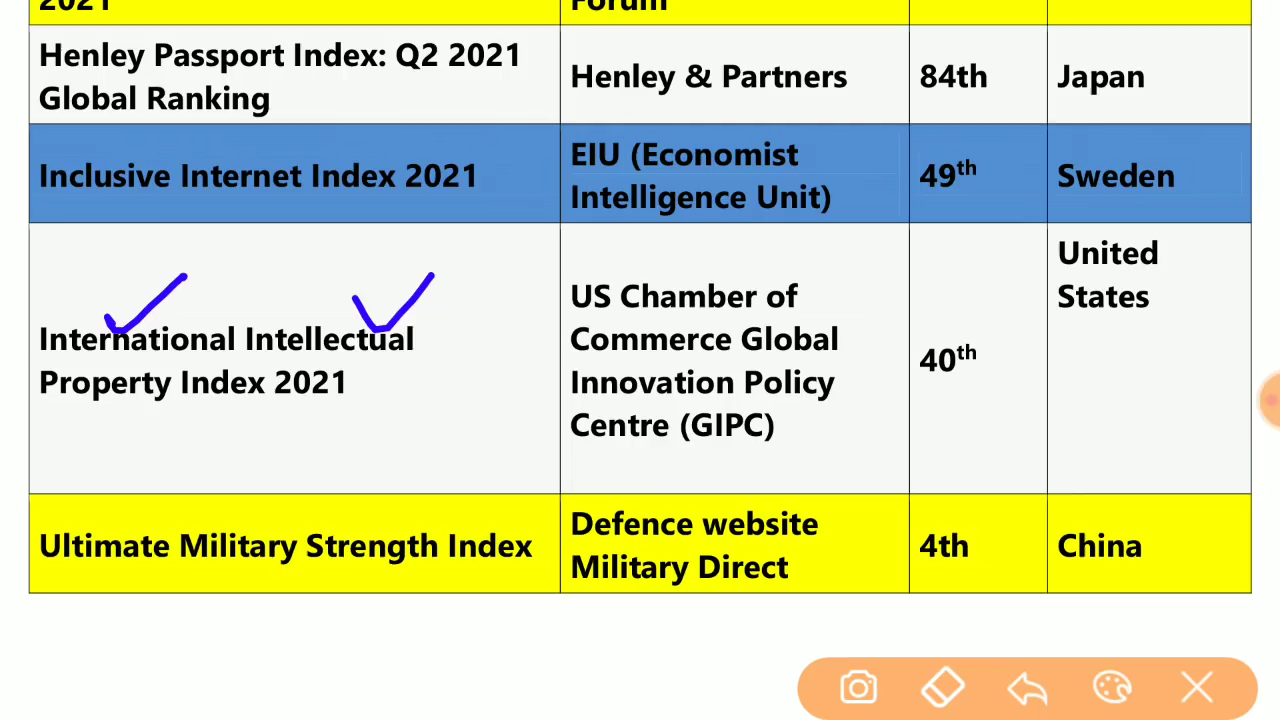 2021
Forum
Henley Passport Index: Q2 2021
Global Ranking
Henley & Partners
84th
Japan
Inclusive Internet Index 2021
EIU (Economist
Intelligence Unit)
49th
Sweden
International Intellectual
Property Index 2021
US Chamber of
Commerce Global
Innovation Policy
Centre (GIPC)
40th
United
States
Ultimate Military Strength Index
Defence website
Military Direct
4th
China